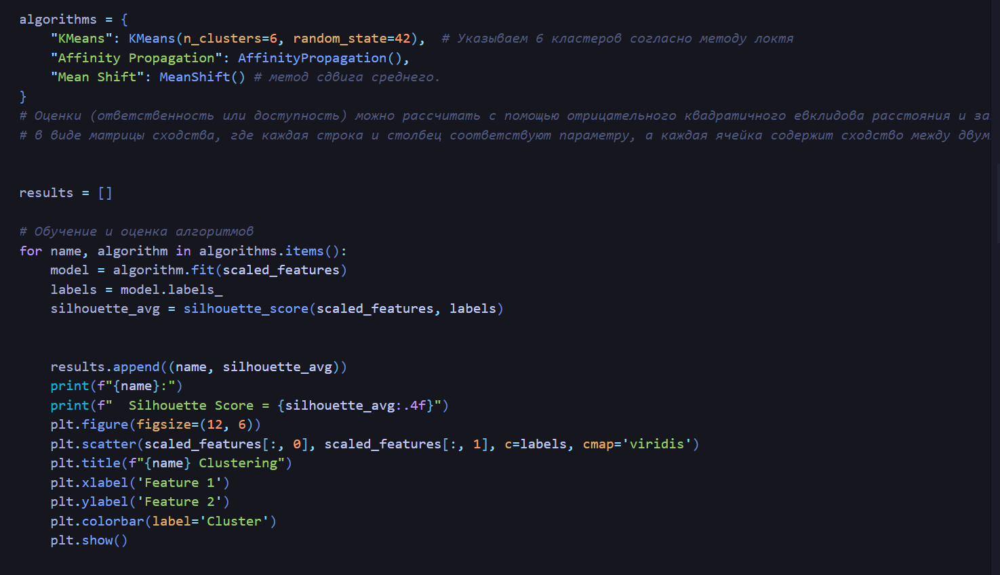 algorithms = {
    "KMeans": KMeans(n_clusters=6, random_state=42),  # Указываем 6 кластеров согласно методу локтя
    "Affinity Propagation": AffinityPropagation(),
    "Mean Shift": MeanShift() # метод сдвига среднего.
}
# Оценки (ответственность или доступность) можно рассчитать с помощью отрицательного квадратичного евклидова расстояния и за
# в виде матрицы сходства, где каждая строка и столбец соответствуют параметру, а каждая ячейка содержит сходство между двум
results = []
# Обучение и оценка алгоритмов
for name, algorithm in algorithms.items():
    model = algorithm.fit(scaled_features)
    labels = model.labels_
    silhouette_avg = silhouette_score(scaled_features, labels)
    results.append((name, silhouette_avg))
    print(f"{name}:")
    print(f"  Silhouette Score = {silhouette_avg:.4f}")
    plt.figure(figsize=(12, 6))
    plt.scatter(scaled_features[:, 0], scaled_features[:, 1], c=labels, cmap='viridis')
    plt.title(f"{name} Clustering")
    plt.xlabel('Feature 1')
    plt.ylabel('Feature 2')
    plt.colorbar(label='Cluster')
    plt.show()